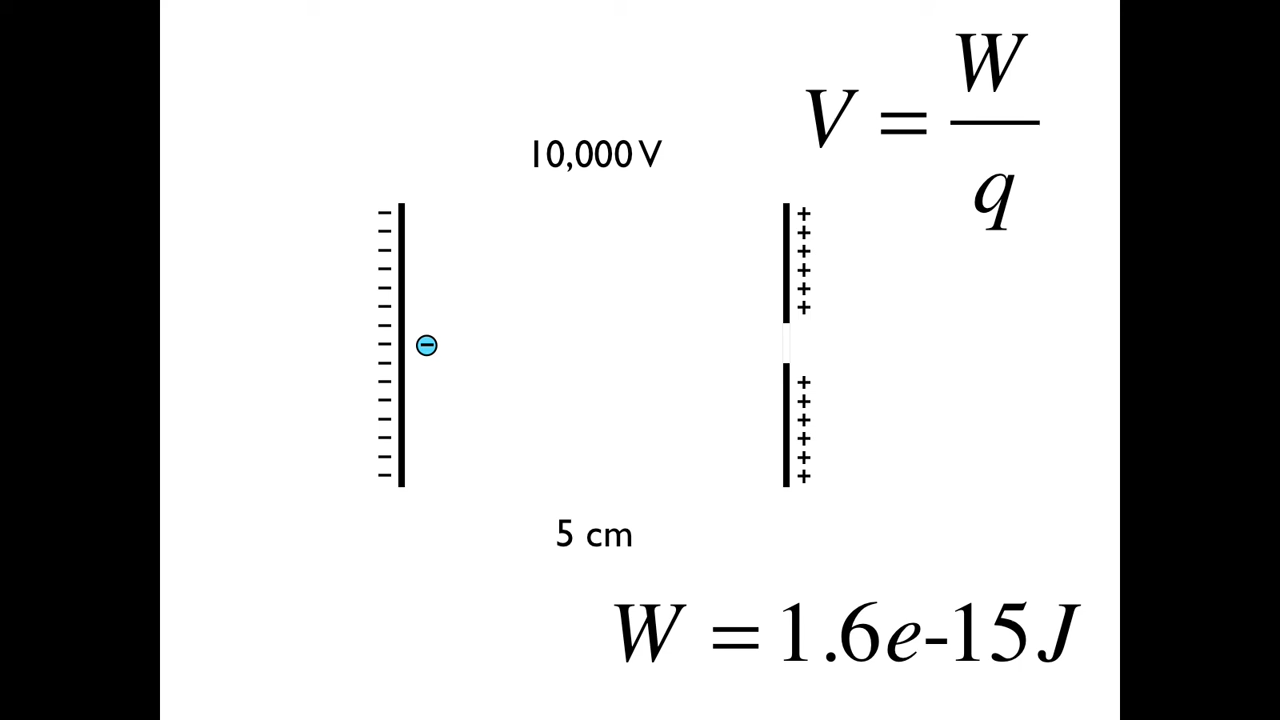 V = W/q
10,000 V
5 cm
W = 1.6e-15J